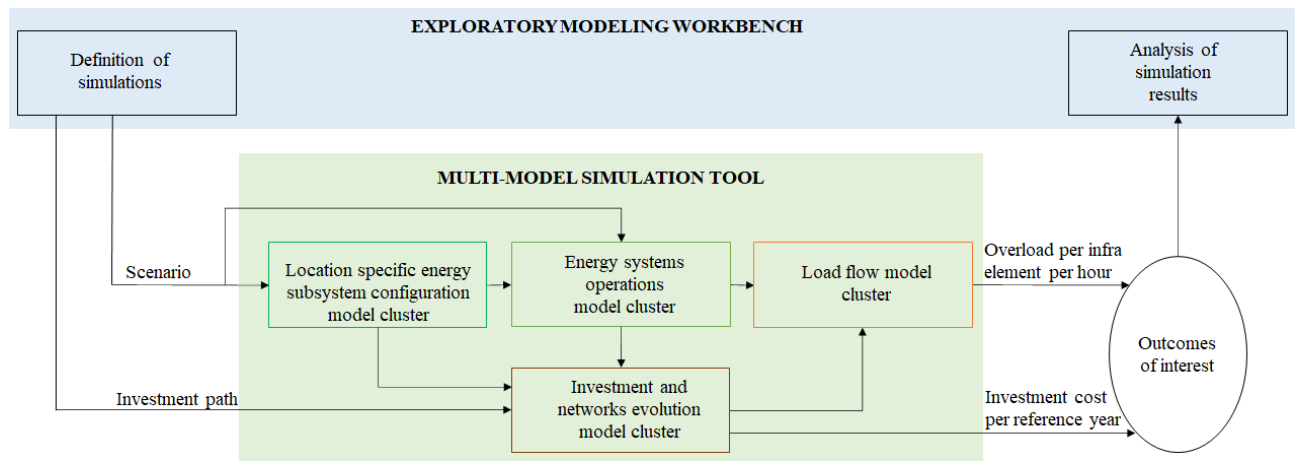 EXPLORATORY MODELING WORKBENCH
Definition of
simulations
Analysis of
simulation
results
MULTI-MODEL SIMULATION TOOL
Scenario
Location specific energy
subsystem configuration
model cluster
Energy systems
operations
model cluster
Load flow model
cluster
Overload per infra
element per hour
Outcomes
of interest
Investment path
Investment and
networks evolution
model cluster
Investment cost
per reference year